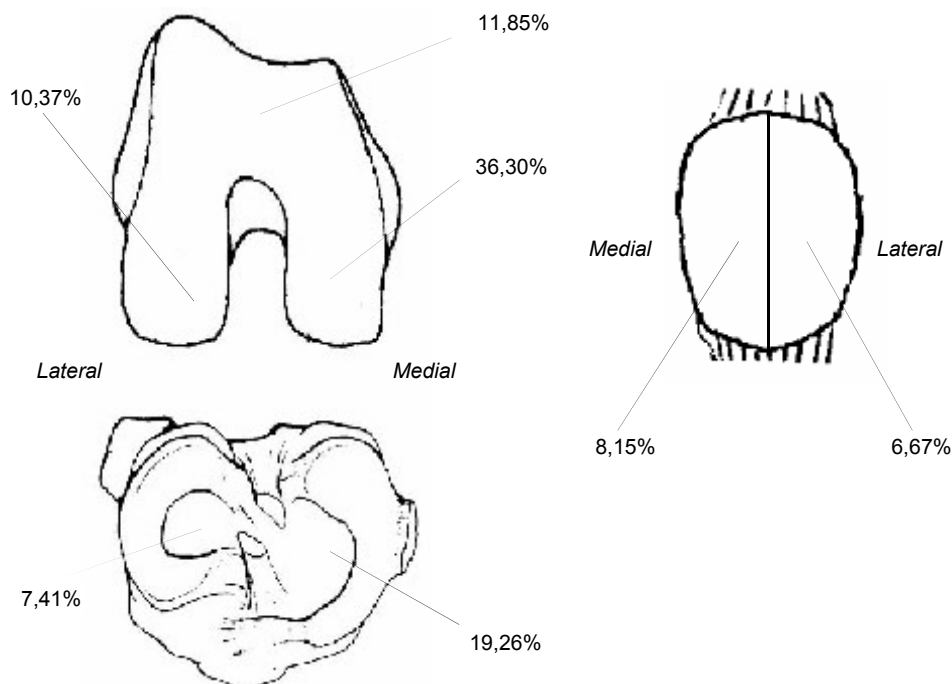 11,85%
10,37%
36,30%
Medial
Lateral
Lateral
Medial
8,15%
6,67%
7,41%
19,26%